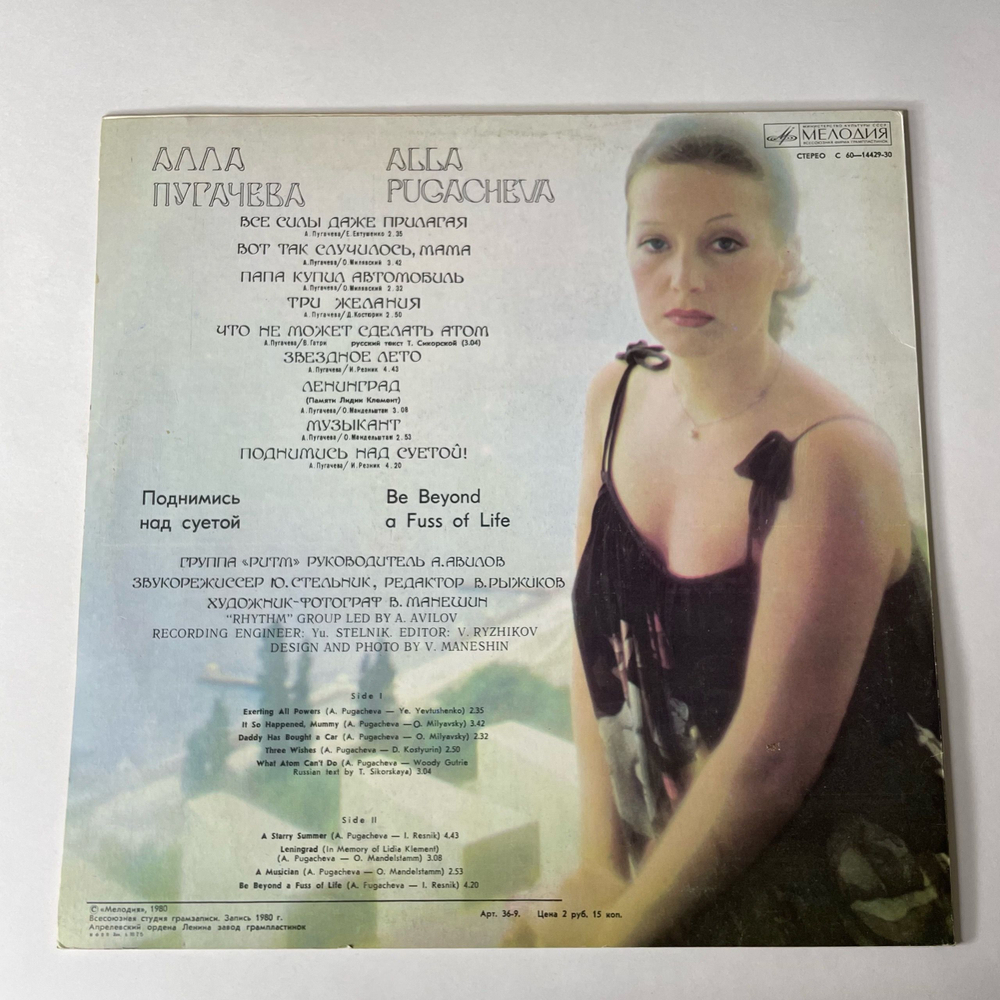 МИНИСТЕРСТВО КУЛЬТУРЫ СССР
МЕЛОДИЯ
ВСЕСОЮЗНАЯ ФИРМА ГРАМПЛАСТИНОК
СТЕРЕО С 60—14429-30
АЛЛА ПУГАЧЕВА
ALLA PUGACHEVA
ВСЕ СИЛЫ ДАЖЕ ПРИЛАГАЯ
А. Пугачева/Е. Евтушенко 2.35
ВОТ ТАК СЛУЧИЛОСЬ, МАМА
А. Пугачева/О. Милявский 3.42
ПАПА КУПИЛ АВТОМОБИЛЬ
А. Пугачева/О. Милявский 2.32
ТРИ ЖЕЛАНИЯ
А. Пугачева/Д. Костюрин 2.50
ЧТО НЕ МОЖЕТ СДЕЛАТЬ АТОМ
А. Пугачева/В. Гатри русский текст Т. Сикорской (3.04)
ЗВЕЗДНОЕ ЛЕТО
А. Пугачева/И. Резник 4.43
ЛЕНИНГРАД
(Памяти Лидии Клемент)
А. Пугачева/О. Мандельштам 3.08
МУЗЫКАНТ
А. Пугачева/О. Мандельштам 2.53
ПОДНИМИСЬ НАД СУЕТОЙ!
А. Пугачева/И. Резник 4.20
Поднимись
над суетой
Be Beyond
a Fuss of Life
ГРУППА «РИТМ» РУКОВОДИТЕЛЬ А. АВИЛОВ
ЗВУКОРЕЖИССЕР Ю. СТЕЛЬНИК, РЕДАКТОР В. РЫЖИКОВ
ХУДОЖНИК-ФОТОГРАФ В. МАНЕШИН
"RHYTHM" GROUP LED BY A. AVILOV
RECORDING ENGINEER: Yu. STELNIK. EDITOR: V. RYZHIKOV
DESIGN AND PHOTO BY V. MANESHIN
Side I
Exerting All Powers (A. Pugacheva — Ye. Yevtushenko) 2.35
It So Happened, Mummy (A. Pugacheva — O. Milyavsky) 3.42
Daddy Has Bought a Car (A. Pugacheva — O. Milyavsky) 2.32
Three Wishes (A. Pugacheva — D. Kostyurin) 2.50
What Atom Can't Do (A. Pugacheva — Woody Gutrie
Russian text by T. Sikorskaya) 3.04
Side II
A Starry Summer (A. Pugacheva — I. Resnik) 4.43
Leningrad (In Memory of Lidia Klement)
(A. Pugacheva — O. Mandelstamm) 3.08
A Musician (A. Pugacheva — O. Mandelstamm) 2.53
Be Beyond a Fuss of Life (A. Pugacheva — I. Resnik) 4.20
© «Мелодия», 1980
Всесоюзная студия грамзаписи. Запись 1980 г.
Апрелевский ордена Ленина завод грампластинок
Арт. 36-9. Цена 2 руб. 15 коп.